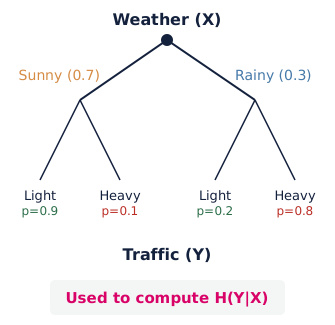 Weather (X)
Sunny (0.7) Rainy (0.3)
Light Heavy Light Heavy
p=0.9 p=0.1 p=0.2 p=0.8
Traffic (Y)
Used to compute H(Y|X)